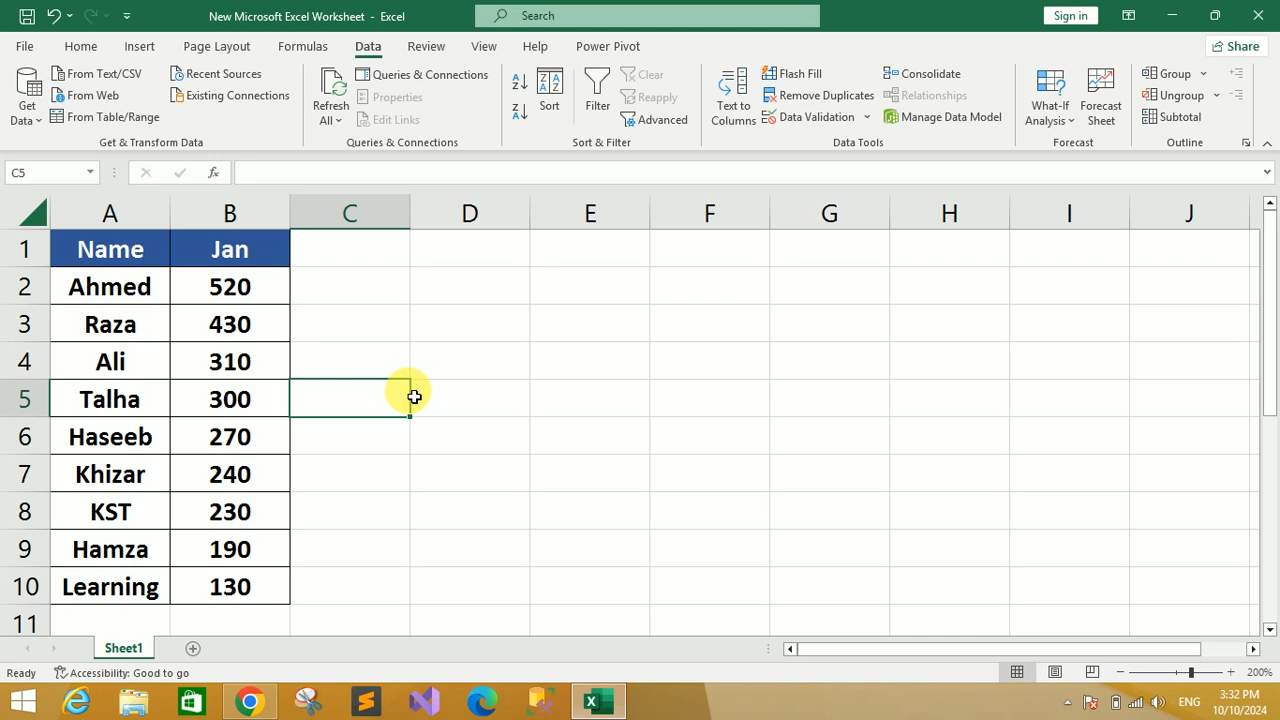 New Microsoft Excel Worksheet - Excel
Search
Sign in
File Home Insert Page Layout Formulas Data Review View Help Power Pivot
Share
Get Data
From Text/CSV
From Web
From Table/Range
Recent Sources
Existing Connections
Get & Transform Data
Refresh All
Queries & Connections
Properties
Edit Links
Queries & Connections
Sort
Filter
Clear
Reapply
Advanced
Sort & Filter
Text to Columns
Flash Fill
Remove Duplicates
Data Validation
Consolidate
Relationships
Manage Data Model
Data Tools
What-If Analysis
Forecast Sheet
Forecast
Group
Ungroup
Subtotal
Outline
C5
fx
A B C D E F G H I J
1 Name Jan
2 Ahmed 520
3 Raza 430
4 Ali 310
5 Talha 300
6 Haseeb 270
7 Khizar 240
8 KST 230
9 Hamza 190
10 Learning 130
11
Sheet1
Ready Accessibility: Good to go
200%
ENG
3:32 PM
10/10/2024